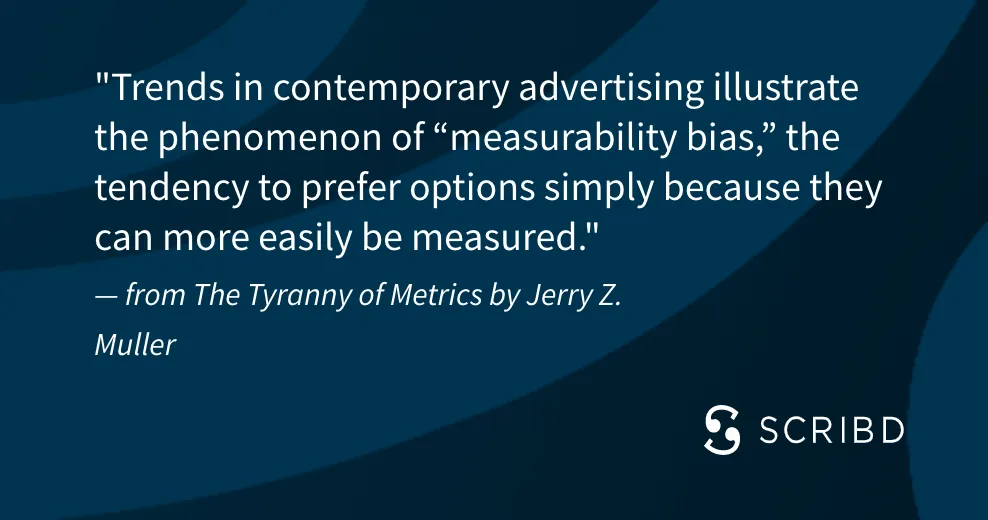 "Trends in contemporary advertising illustrate
the phenomenon of “measurability bias,” the
tendency to prefer options simply because they
can more easily be measured."
— from The Tyranny of Metrics by Jerry Z.
Muller
SCRIBD